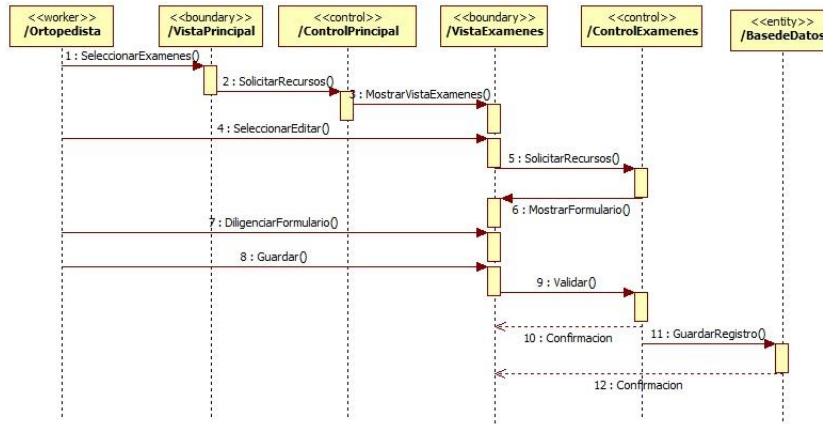 <<worker>>
/Ortopedista
<<boundary>>
/VistaPrincipal
<<control>>
/ControlPrincipal
<<boundary>>
/VistaExamenes
<<control>>
/ControlExamenes
<<entity>>
/BasedeDatos
1 : SeleccionarExamenes()
2 : SolicitarRecursos()
3 : MostrarVistaExamenes()
4 : SeleccionarEditar()
5 : SolicitarRecursos()
6 : MostrarFormulario()
7 : DiligenciarFormulario()
8 : Guardar()
9 : Validar()
10 : Confirmacion
11 : GuardarRegistro()
12 : Confirmacion